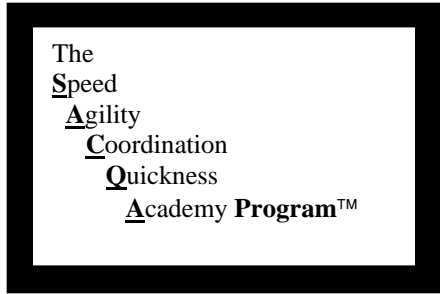 The
Speed
Agility
Coordination
Quickness
Academy Program™